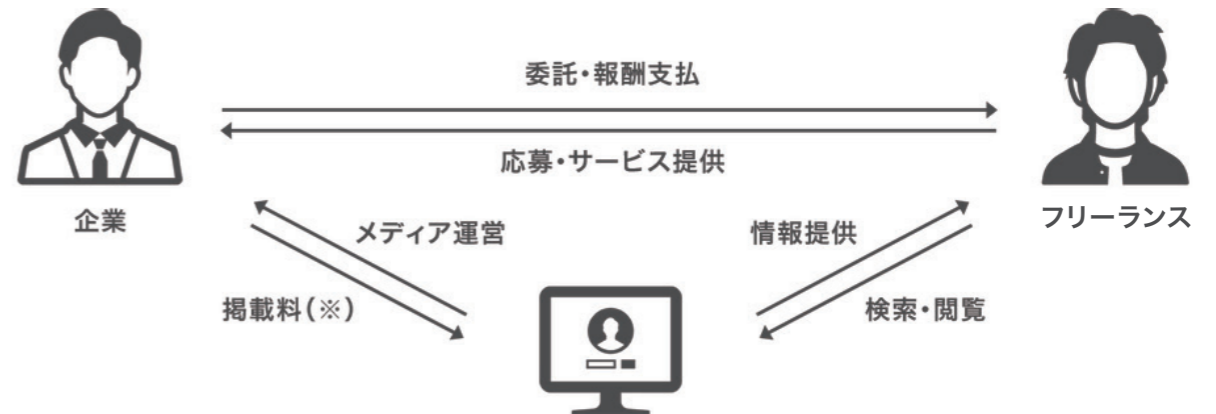 委託・報酬支払
応募・サービス提供
企業
フリーランス
メディア運営
情報提供
掲載料(※)
検索・閲覧